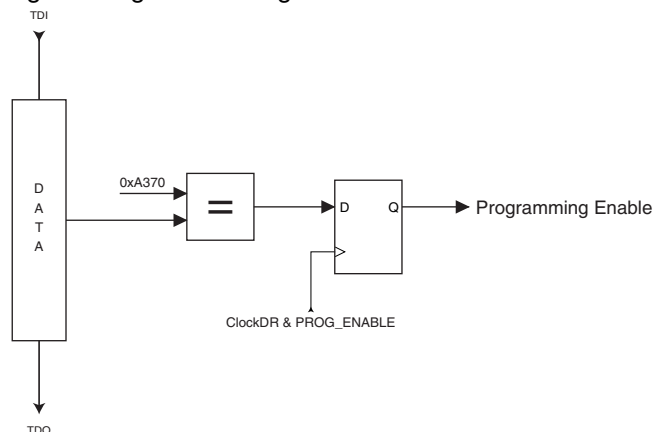 TDI
D
A
T
A
0xA370
=
D
Q
Programming Enable
ClockDR & PROG_ENABLE
TDO